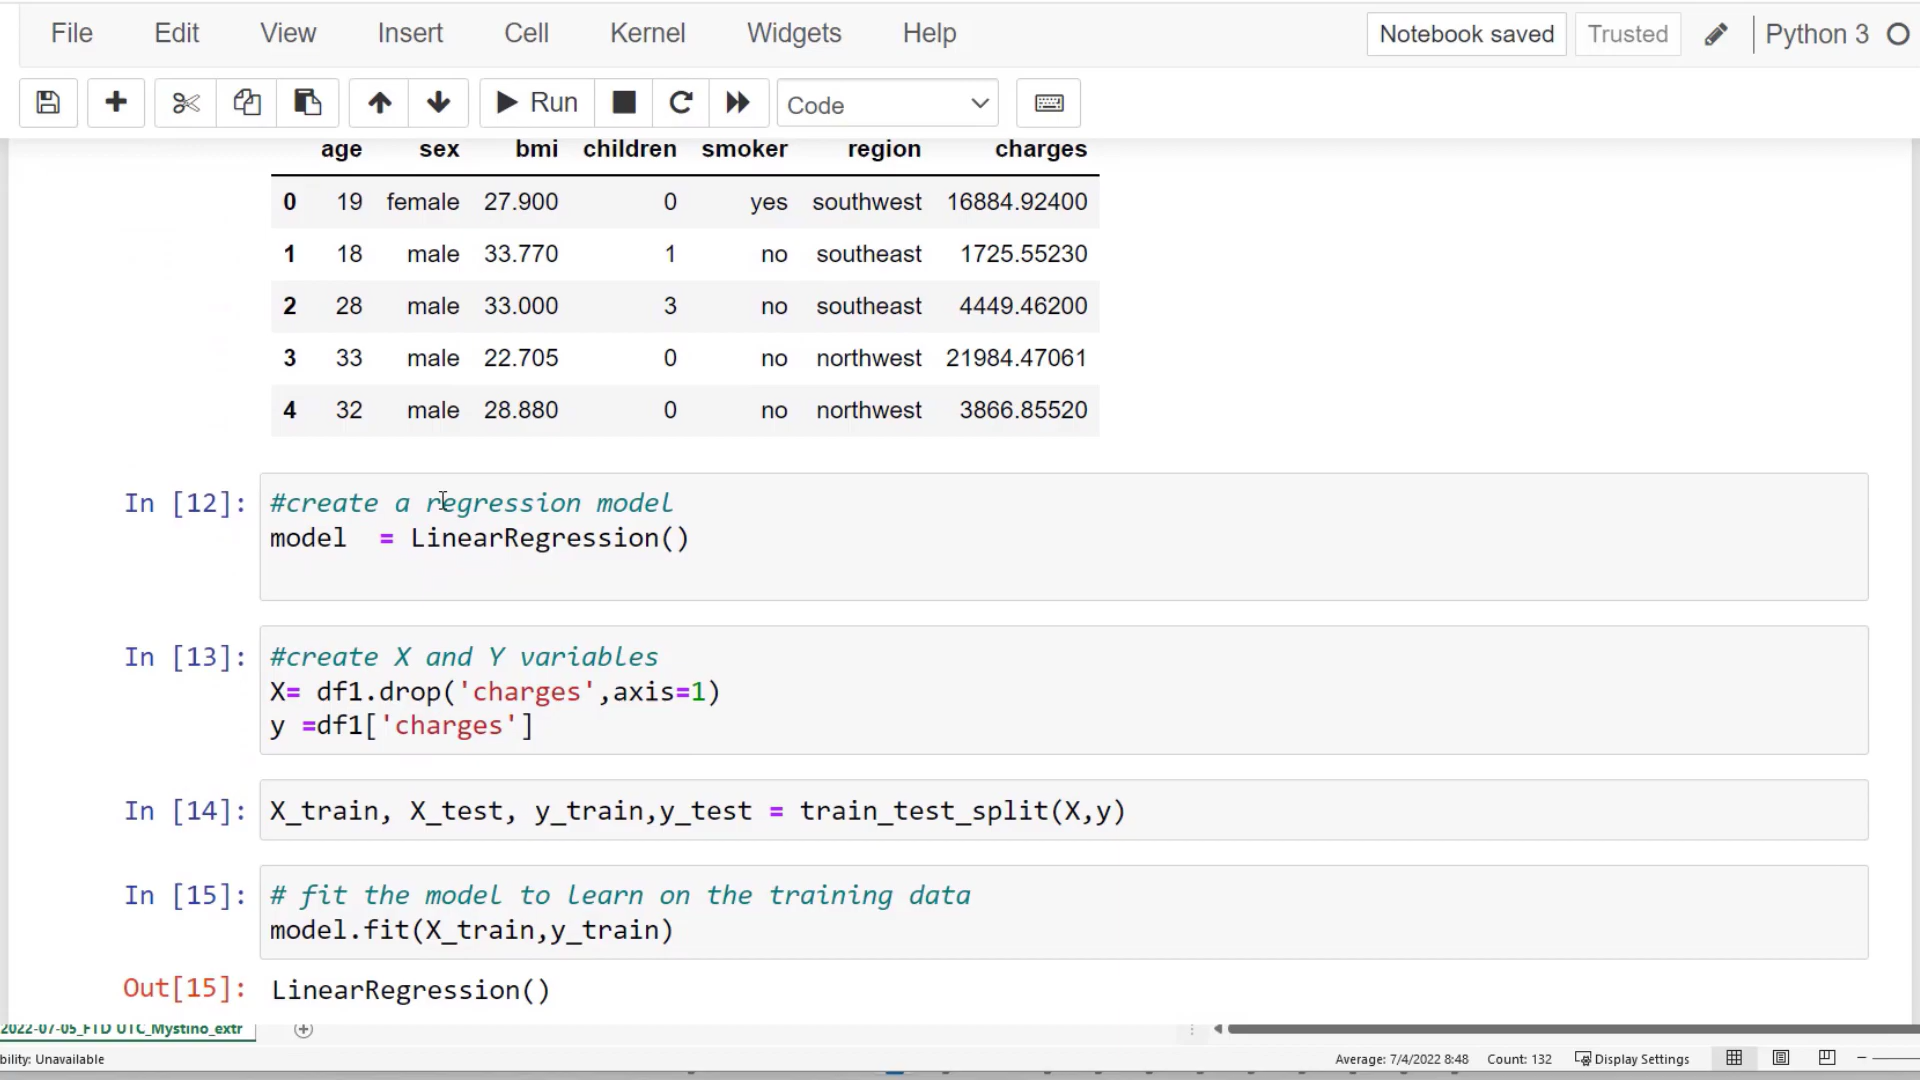 File Edit View Insert Cell Kernel Widgets Help Notebook saved Trusted Python 3
Run Code
age sex bmi children smoker region charges
0 19 female 27.900 0 yes southwest 16884.92400
1 18 male 33.770 1 no southeast 1725.55230
2 28 male 33.000 3 no southeast 4449.46200
3 33 male 22.705 0 no northwest 21984.47061
4 32 male 28.880 0 no northwest 3866.85520
In [12]: #create a regression model
model  = LinearRegression()
In [13]: #create X and Y variables
X= df1.drop('charges',axis=1)
y =df1['charges']
In [14]: X_train, X_test, y_train,y_test = train_test_split(X,y)
In [15]: # fit the model to learn on the training data
model.fit(X_train,y_train)
Out[15]: LinearRegression()
2022-07-05_FTD UTC_Mystino_extr
bility: Unavailable Average: 7/4/2022 8:48 Count: 132 Display Settings